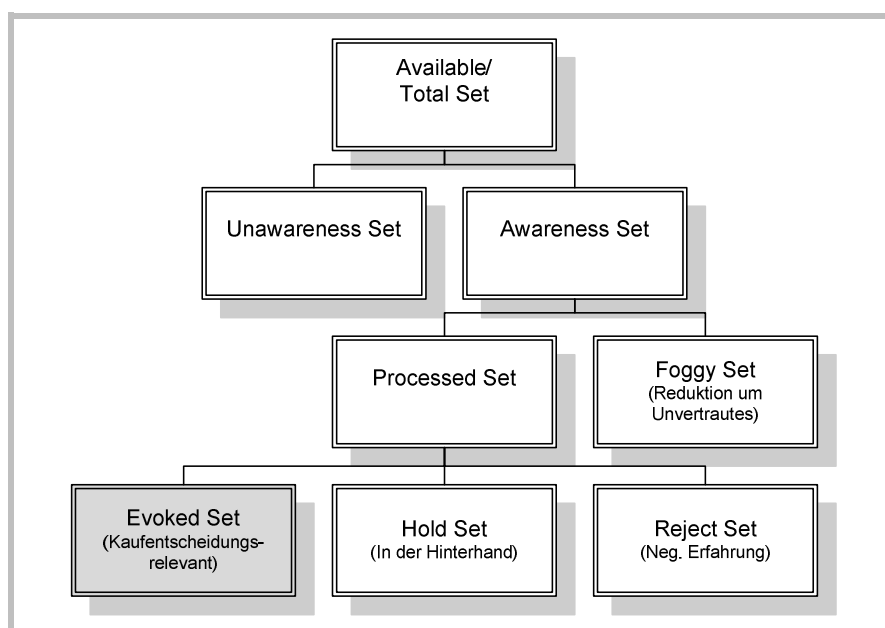 Available/
Total Set
Unawareness Set
Awareness Set
Processed Set
Foggy Set
(Reduktion um
Unvertrautes)
Evoked Set
(Kaufentscheidungs-
relevant)
Hold Set
(In der Hinterhand)
Reject Set
(Neg. Erfahrung)